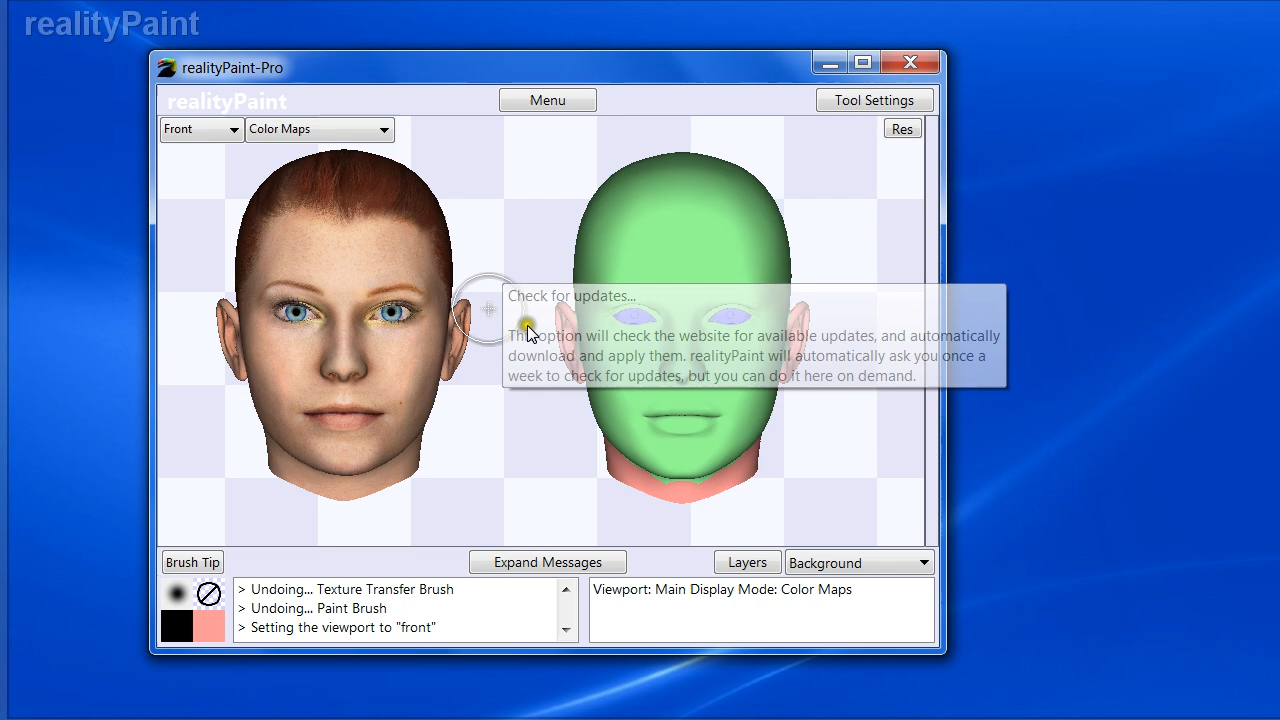 realityPaint
realityPaint-Pro
realityPaint
Menu
Tool Settings
Front
Color Maps
Res
Check for updates...
This option will check the website for available updates, and automatically
download and apply them. realityPaint will automatically ask you once a
week to check for updates, but you can do it here on demand.
Brush Tip
Expand Messages
Layers
Background
> Undoing... Texture Transfer Brush
> Undoing... Paint Brush
> Setting the viewport to "front"
Viewport: Main Display Mode: Color Maps